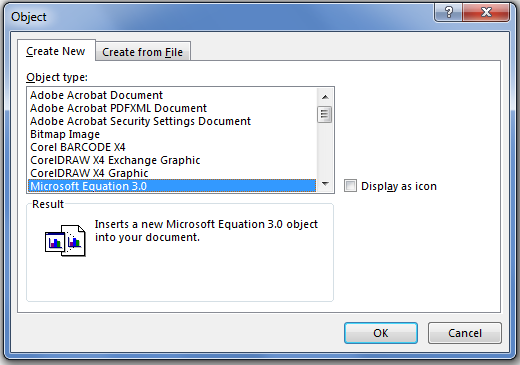 Object
Create New
Create from File
Object type:
Adobe Acrobat Document
Adobe Acrobat PDFXML Document
Adobe Acrobat Security Settings Document
Bitmap Image
Corel BARCODE X4
CorelDRAW X4 Exchange Graphic
CorelDRAW X4 Graphic
Microsoft Equation 3.0
Display as icon
Result
Inserts a new Microsoft Equation 3.0 object
into your document.
OK
Cancel